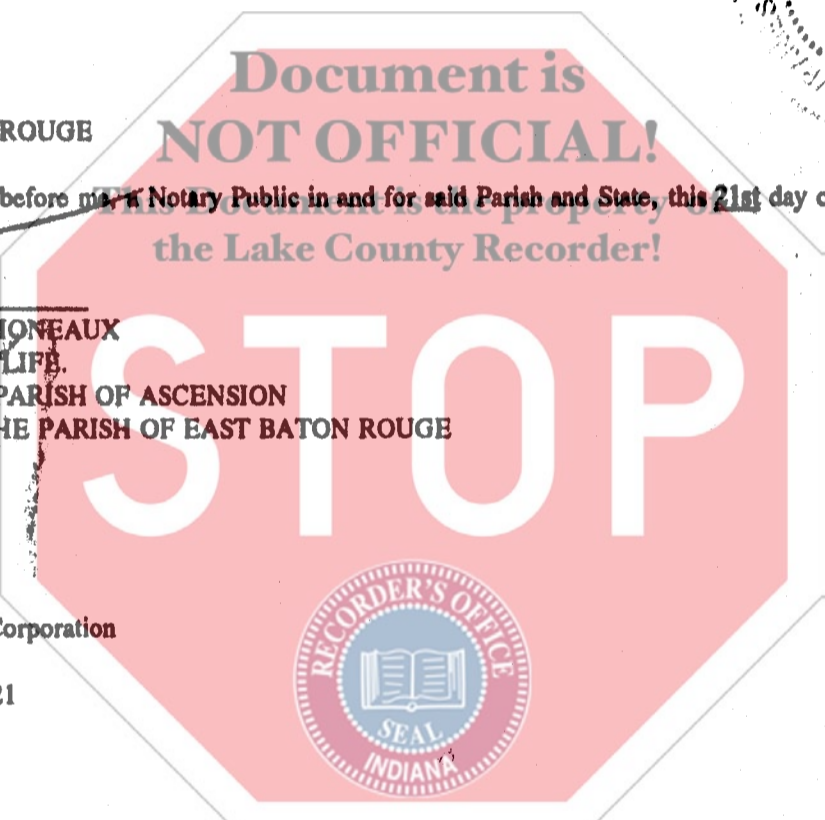 Document is
ROUGE
NOT OFFICIAL!
before me, a Notary Public in and for said Parish and State, this 21st day
This Document is the property of
the Lake County Recorder!
IONEAUX
LIFE.
PARISH OF ASCENSION
HE PARISH OF EAST BATON ROUGE
STOP
RECORDER'S OFFICE
SEAL
INDIANA
Corporation
21